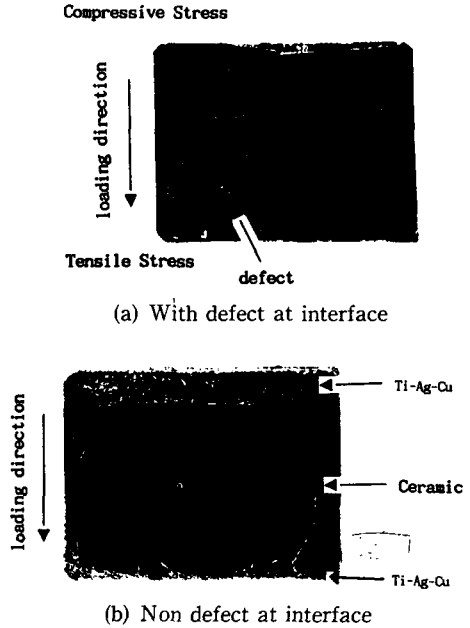 Compressive Stress
loading direction
Tensile Stress
defect
(a) With defect at interface
loading direction
Ti-Ag-Cu
Ceramic
Ti-Ag-Cu
(b) Non defect at interface